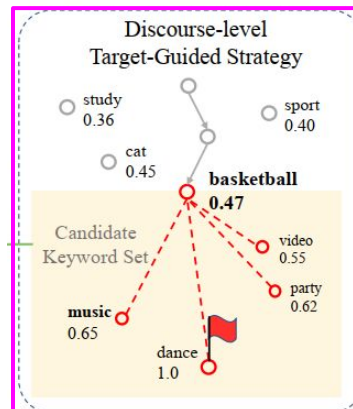 Discourse-level
Target-Guided Strategy
study
0.36
sport
0.40
cat
0.45
basketball
0.47
Candidate
Keyword Set
video
0.55
party
0.62
music
0.65
dance
1.0